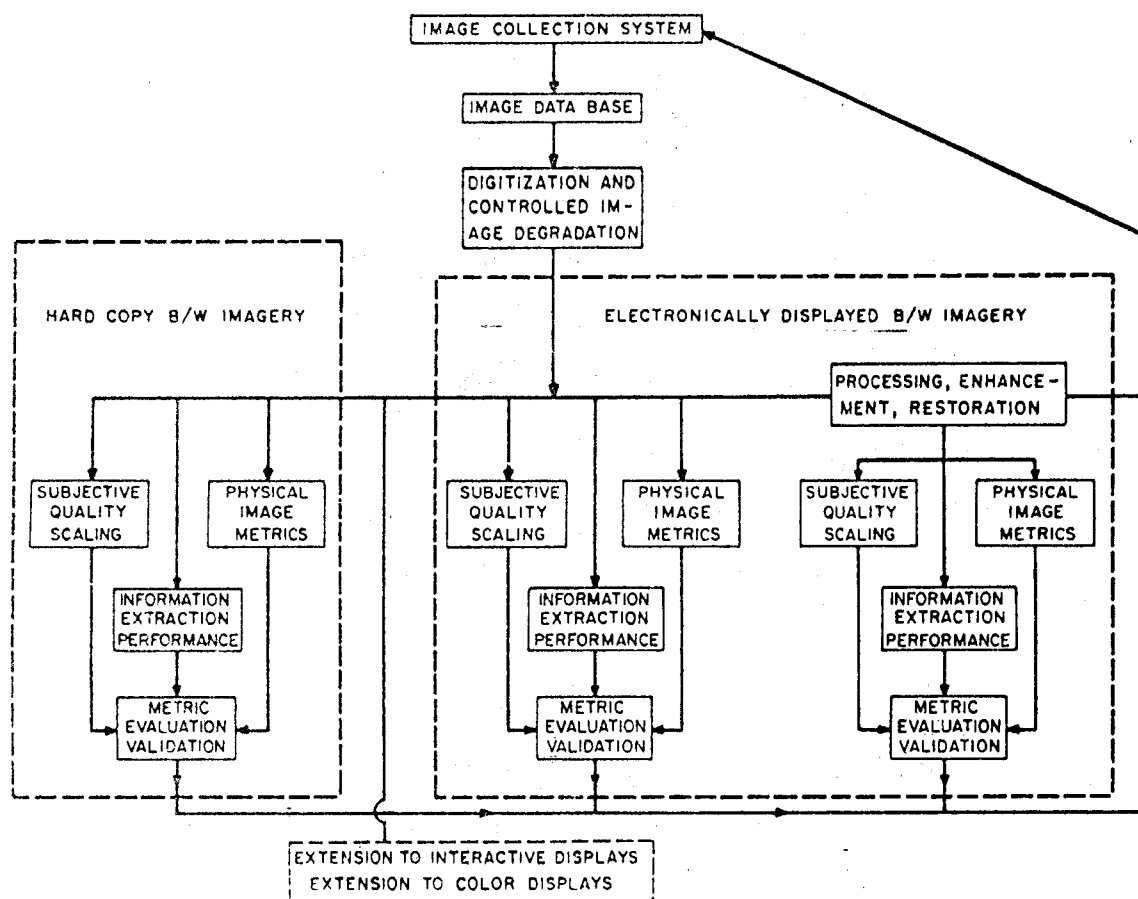 IMAGE COLLECTION SYSTEM
IMAGE DATA BASE
DIGITIZATION AND
CONTROLLED IM-
AGE DEGRADATION
HARD COPY B/W IMAGERY
ELECTRONICALLY DISPLAYED B/W IMAGERY
PROCESSING, ENHANCE-
MENT, RESTORATION
SUBJECTIVE
QUALITY
SCALING
PHYSICAL
IMAGE
METRICS
INFORMATION
EXTRACTION
PERFORMANCE
METRIC
EVALUATION
VALIDATION
SUBJECTIVE
QUALITY
SCALING
PHYSICAL
IMAGE
METRICS
INFORMATION
EXTRACTION
PERFORMANCE
METRIC
EVALUATION
VALIDATION
SUBJECTIVE
QUALITY
SCALING
PHYSICAL
IMAGE
METRICS
INFORMATION
EXTRACTION
PERFORMANCE
METRIC
EVALUATION
VALIDATION
EXTENSION TO INTERACTIVE DISPLAYS
EXTENSION TO COLOR DISPLAYS